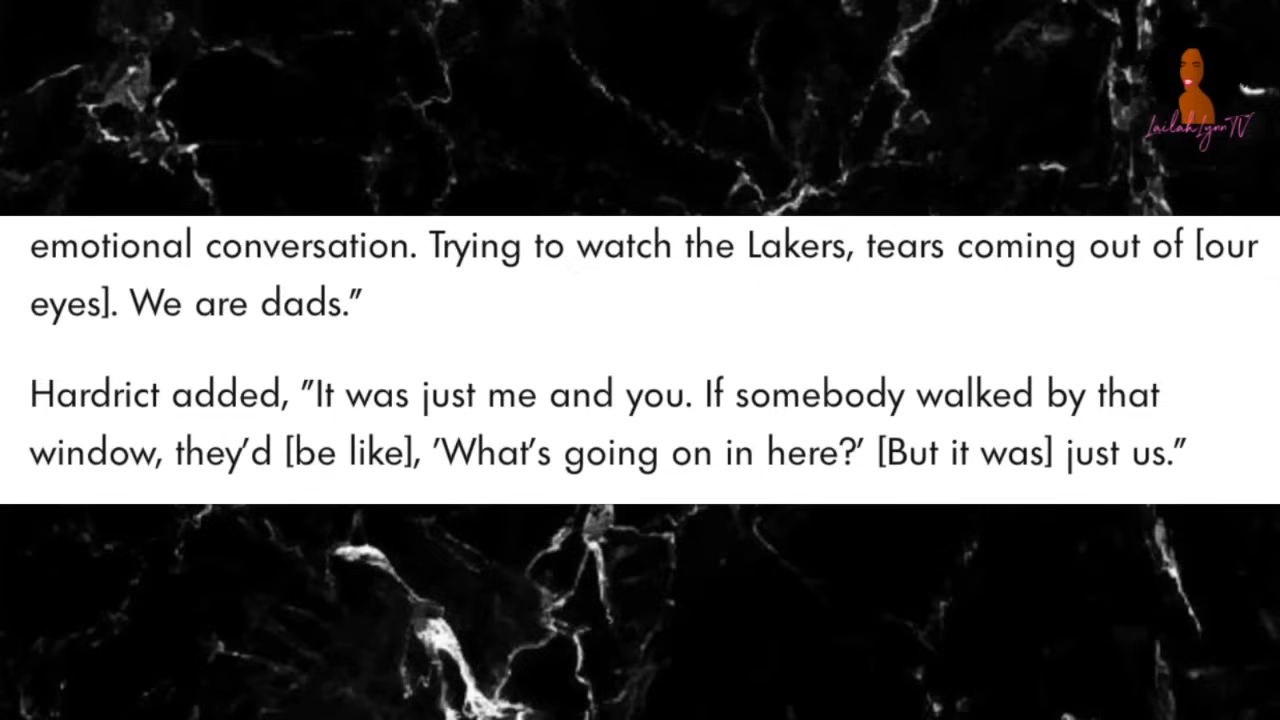 LailahLynnTV
emotional conversation. Trying to watch the Lakers, tears coming out of [our
eyes]. We are dads.”
Hardrict added, ”It was just me and you. If somebody walked by that
window, they’d [be like], ’What’s going on in here?’ [But it was] just us.”